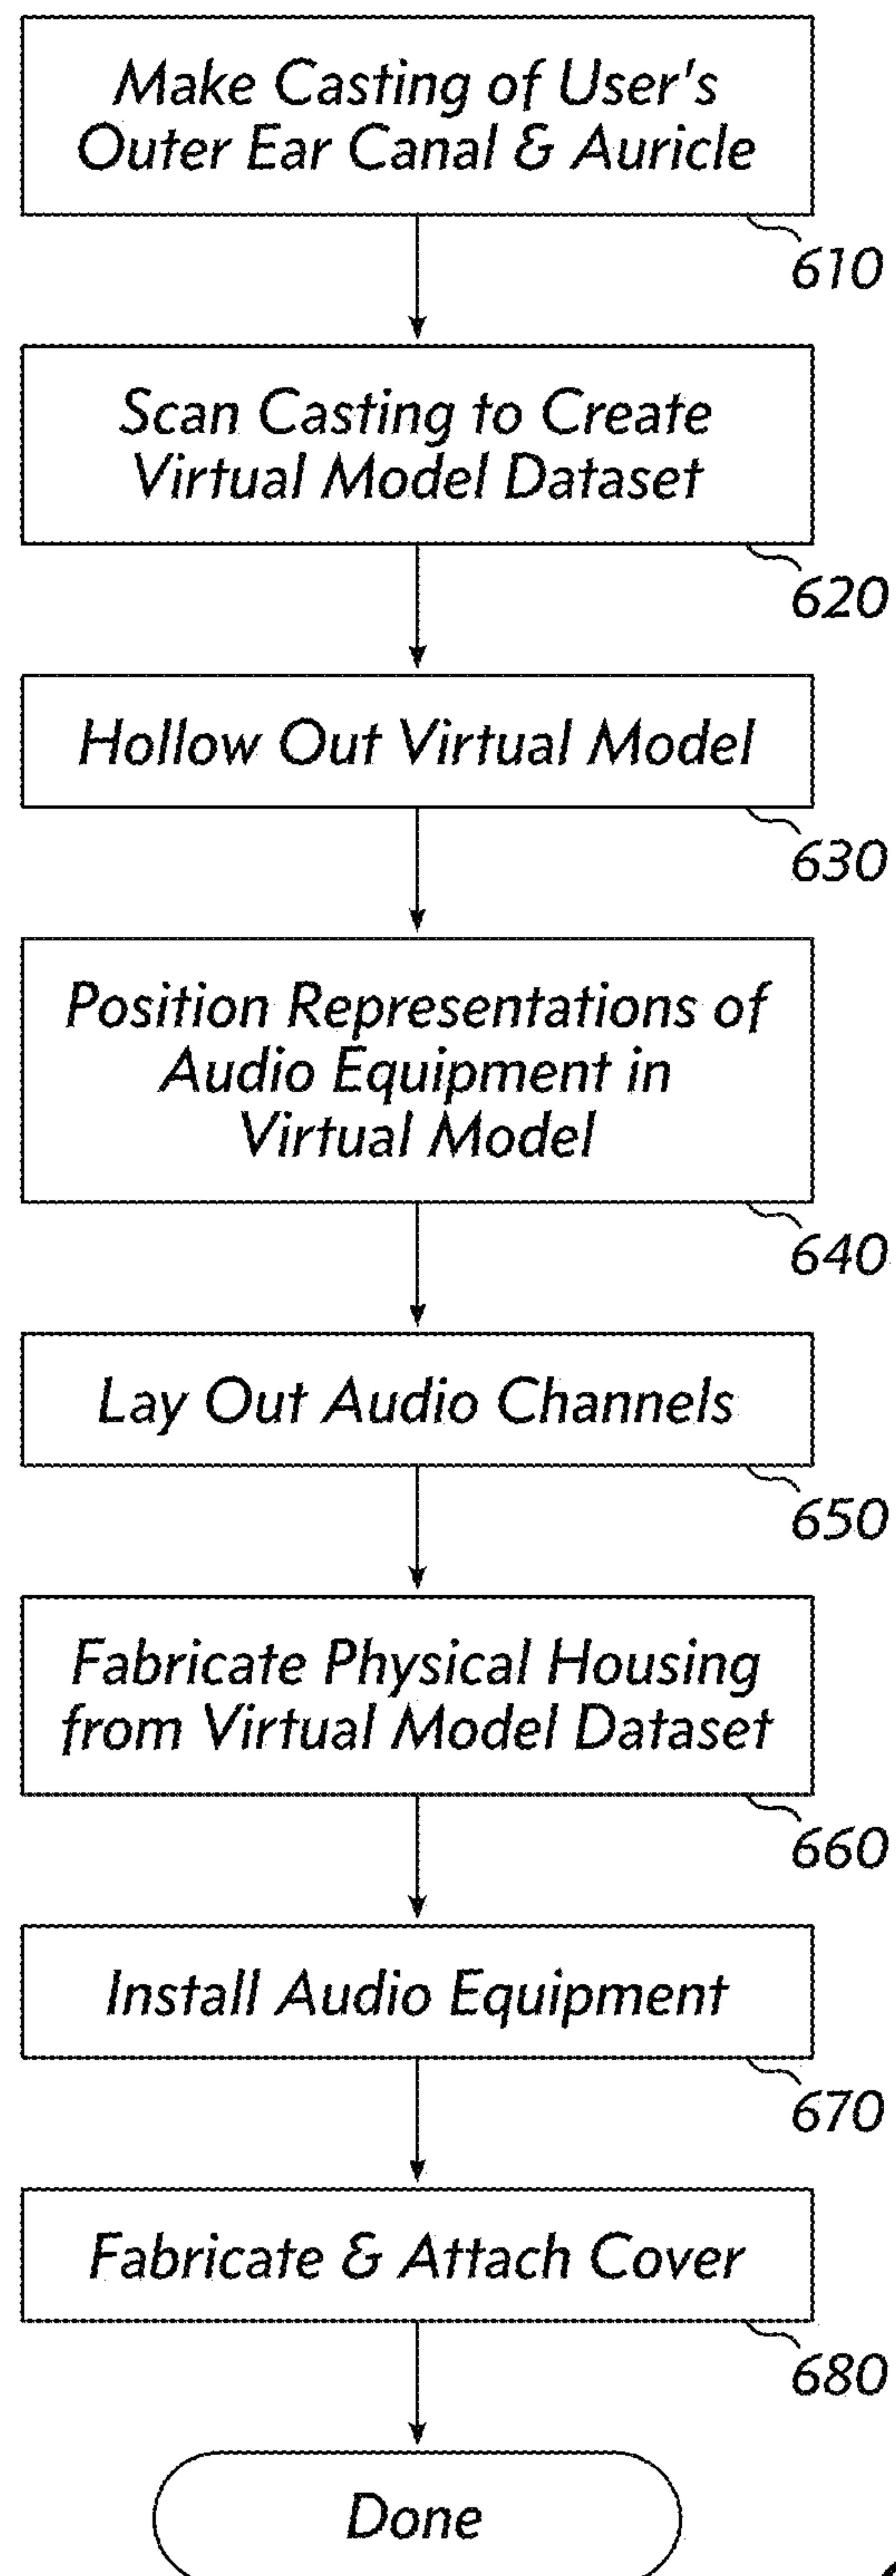 Make Casting of User's
Outer Ear Canal & Auricle
610
Scan Casting to Create
Virtual Model Dataset
620
Hollow Out Virtual Model
630
Position Representations of
Audio Equipment in
Virtual Model
640
Lay Out Audio Channels
650
Fabricate Physical Housing
from Virtual Model Dataset
660
Install Audio Equipment
670
Fabricate & Attach Cover
680
Done